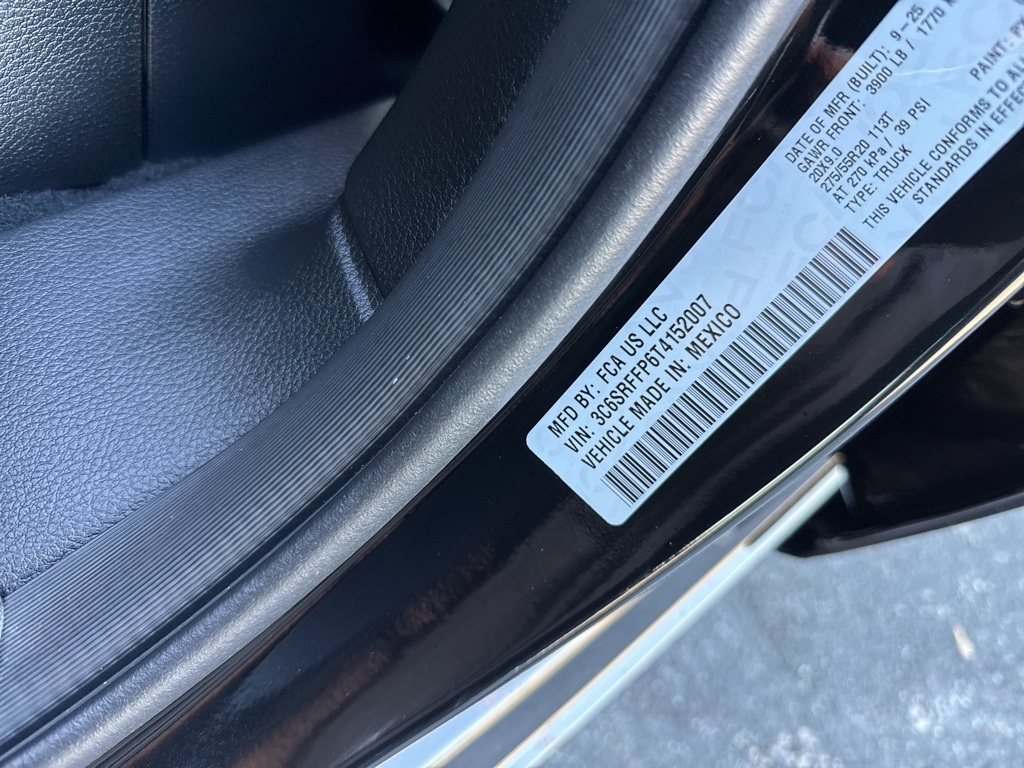 MFD BY: FCA US LLC
VIN: 3C6SRFFP6T4152007
VEHICLE MADE IN: MEXICO
DATE OF MFR (BUILT): 9-25
GAWR FRONT: 3900 LB / 1770
20X9.0
275/55R20 113T
AT 270 KPa / 39 PSI
TYPE: TRUCK
PAINT:
THIS VEHICLE CONFORMS TO ALL
STANDARDS IN EFFECT